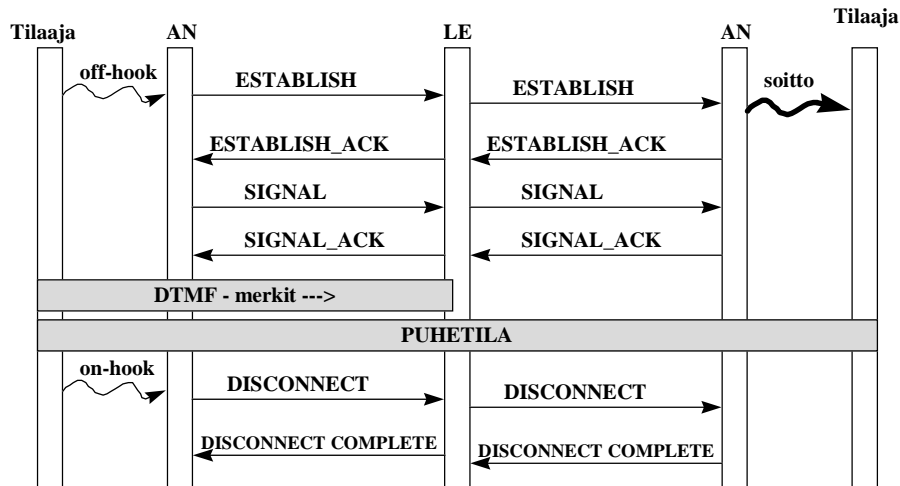 Tilaaja AN LE AN Tilaaja
off-hook ESTABLISH ESTABLISH soitto
ESTABLISH_ACK ESTABLISH_ACK
SIGNAL SIGNAL
SIGNAL_ACK SIGNAL_ACK
DTMF - merkit --->
PUHETILA
on-hook DISCONNECT DISCONNECT
DISCONNECT COMPLETE DISCONNECT COMPLETE